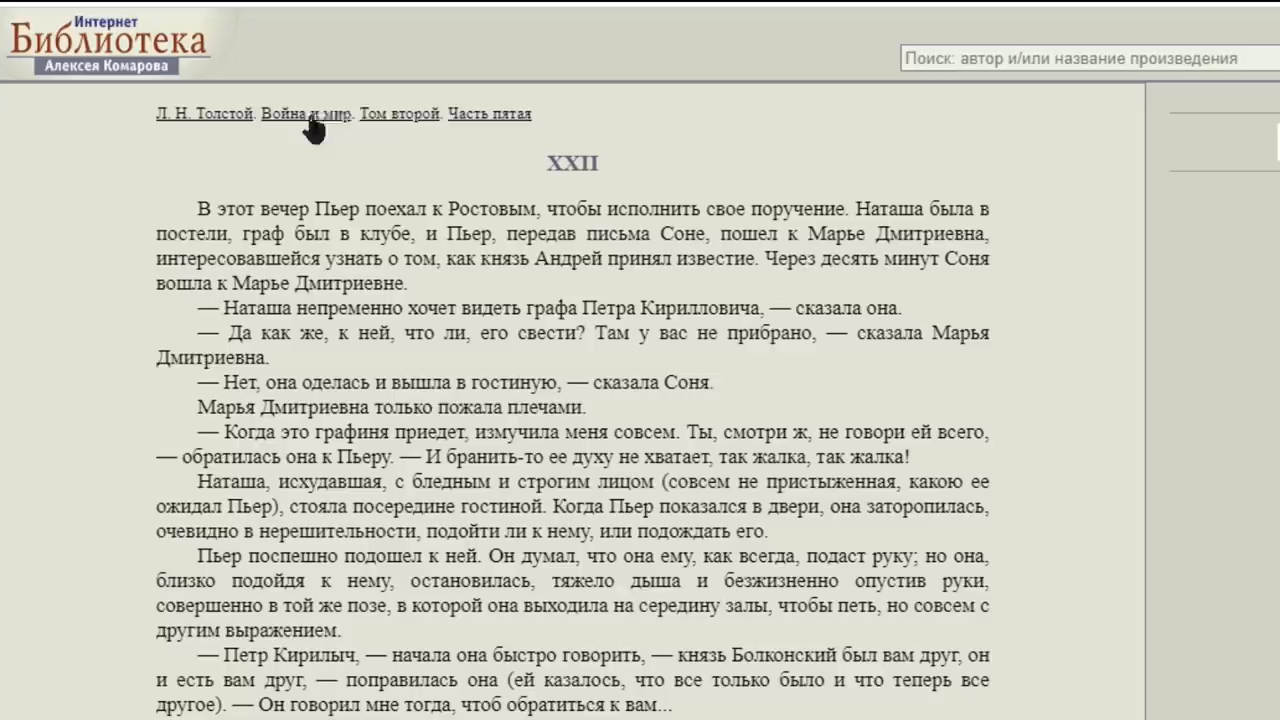 Интернет
Библиотека
Алексея Комарова
Поиск: автор и/или название произведения
Л. Н. Толстой. Война и мир. Том второй. Часть пятая
XXII
В этот вечер Пьер поехал к Ростовым, чтобы исполнить свое поручение. Наташа была в
постели, граф был в клубе, и Пьер, передав письма Соне, пошел к Марье Дмитриевна,
интересовавшейся узнать о том, как князь Андрей принял известие. Через десять минут Соня
вошла к Марье Дмитриевне.
— Наташа непременно хочет видеть графа Петра Кирилловича, — сказала она.
— Да как же, к ней, что ли, его свести? Там у вас не прибрано, — сказала Марья
Дмитриевна.
— Нет, она оделась и вышла в гостиную, — сказала Соня.
Марья Дмитриевна только пожала плечами.
— Когда это графиня приедет, измучила меня совсем. Ты, смотри ж, не говори ей всего,
— обратилась она к Пьеру. — И бранить-то ее духу не хватает, так жалка, так жалка!
Наташа, исхудавшая, с бледным и строгим лицом (совсем не пристыженная, какою ее
ожидал Пьер), стояла посередине гостиной. Когда Пьер показался в двери, она заторопилась,
очевидно в нерешительности, подойти ли к нему, или подождать его.
Пьер поспешно подошел к ней. Он думал, что она ему, как всегда, подаст руку; но она,
близко подойдя к нему, остановилась, тяжело дыша и безжизненно опустив руки,
совершенно в той же позе, в которой она выходила на середину залы, чтобы петь, но совсем с
другим выражением.
— Петр Кирилыч, — начала она быстро говорить, — князь Болконский был вам друг, он
и есть вам друг, — поправилась она (ей казалось, что все только было и что теперь все
другое). — Он говорил мне тогда, чтоб обратиться к вам...